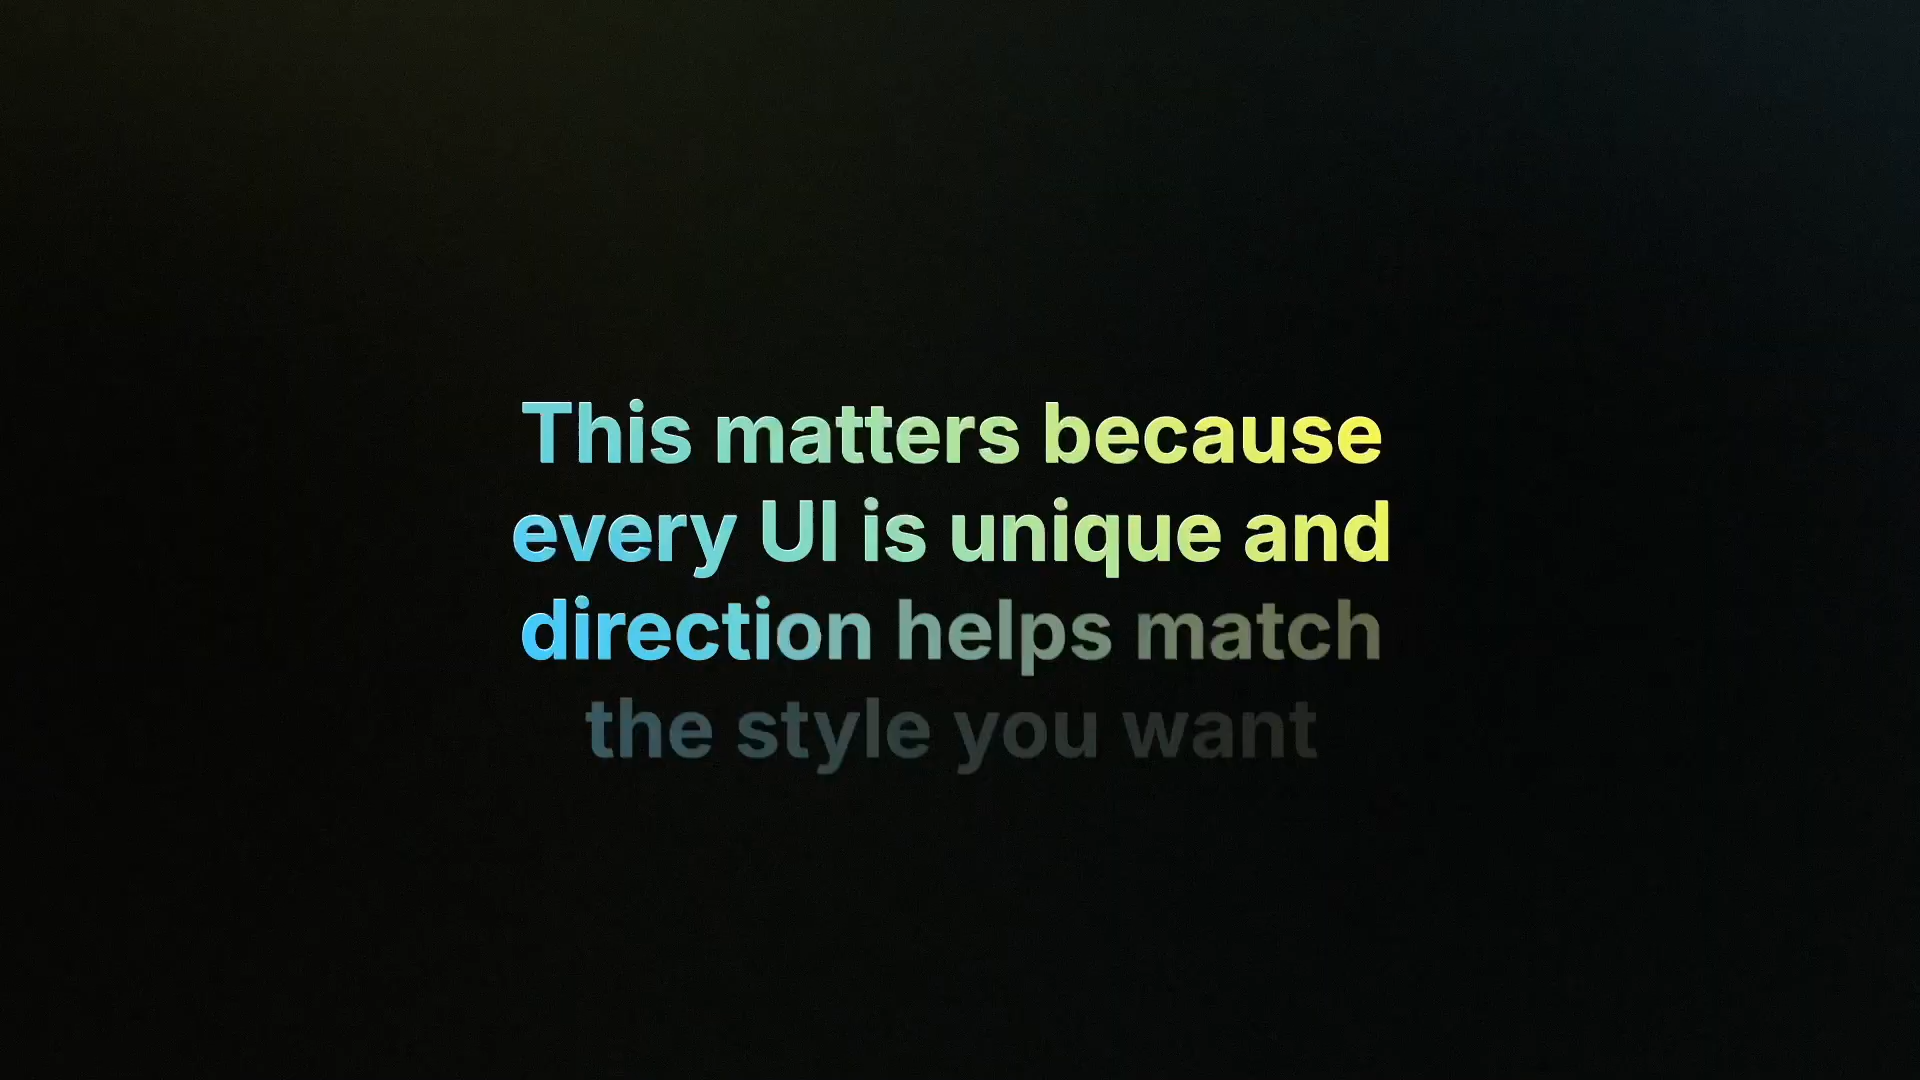 This matters because
every UI is unique and
direction helps match
the style you want